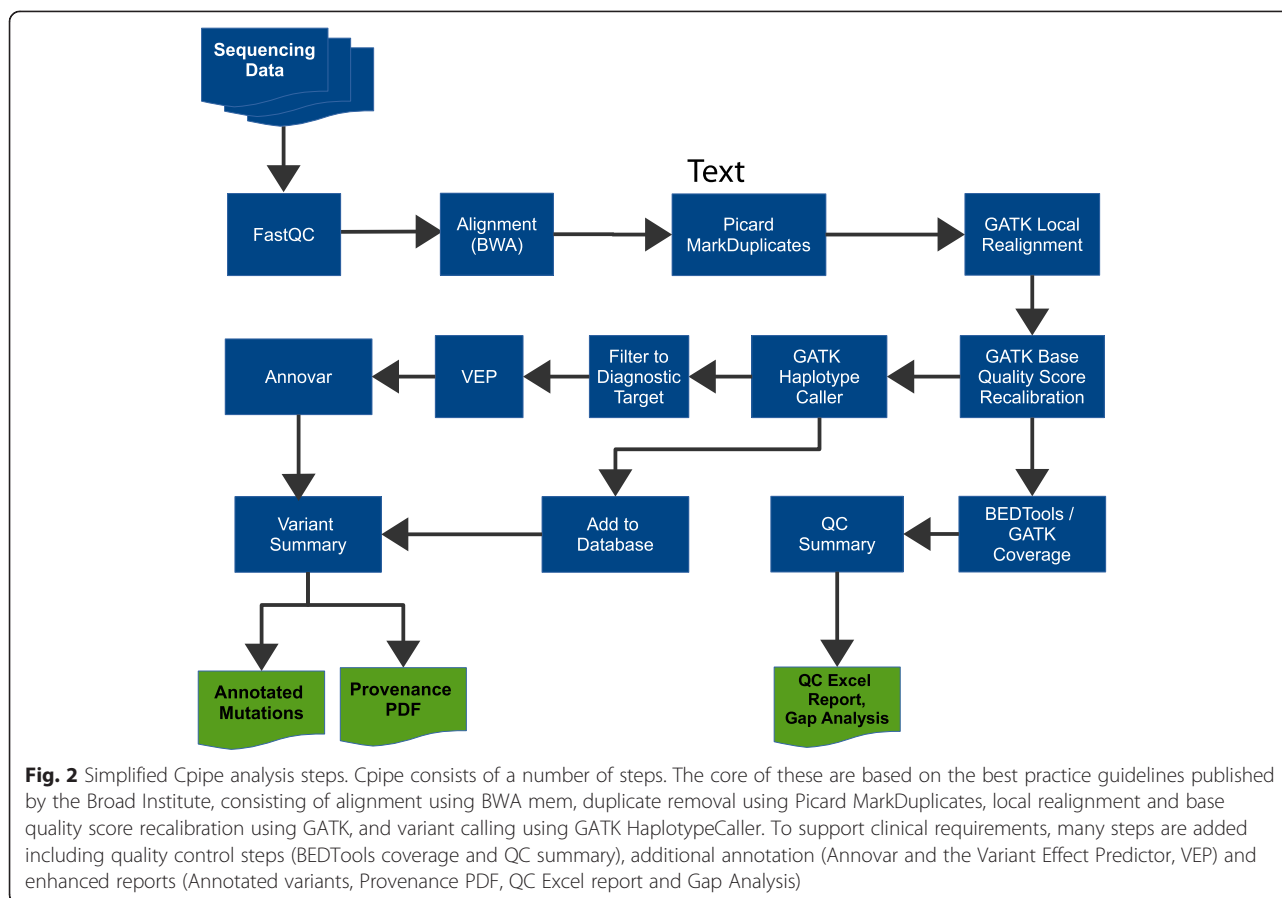 Sequencing
Data
Text
FastQC
Alignment
(BWA)
Picard
MarkDuplicates
GATK Local
Realignment
Annovar
VEP
Filter to
Diagnostic
Target
GATK
Haplotype
Caller
GATK Base
Quality Score
Recalibration
Variant
Summary
Add to
Database
QC
Summary
BEDTools /
GATK
Coverage
Annotated
Mutations
Provenance
PDF
QC Excel
Report,
Gap Analysis
Fig. 2 Simplified Cpipe analysis steps. Cpipe consists of a number of steps. The core of these are based on the best practice guidelines published
by the Broad Institute, consisting of alignment using BWA mem, duplicate removal using Picard MarkDuplicates, local realignment and base
quality score recalibration using GATK, and variant calling using GATK HaplotypeCaller. To support clinical requirements, many steps are added
including quality control steps (BEDTools coverage and QC summary), additional annotation (Annovar and the Variant Effect Predictor, VEP) and
enhanced reports (Annotated variants, Provenance PDF, QC Excel report and Gap Analysis)